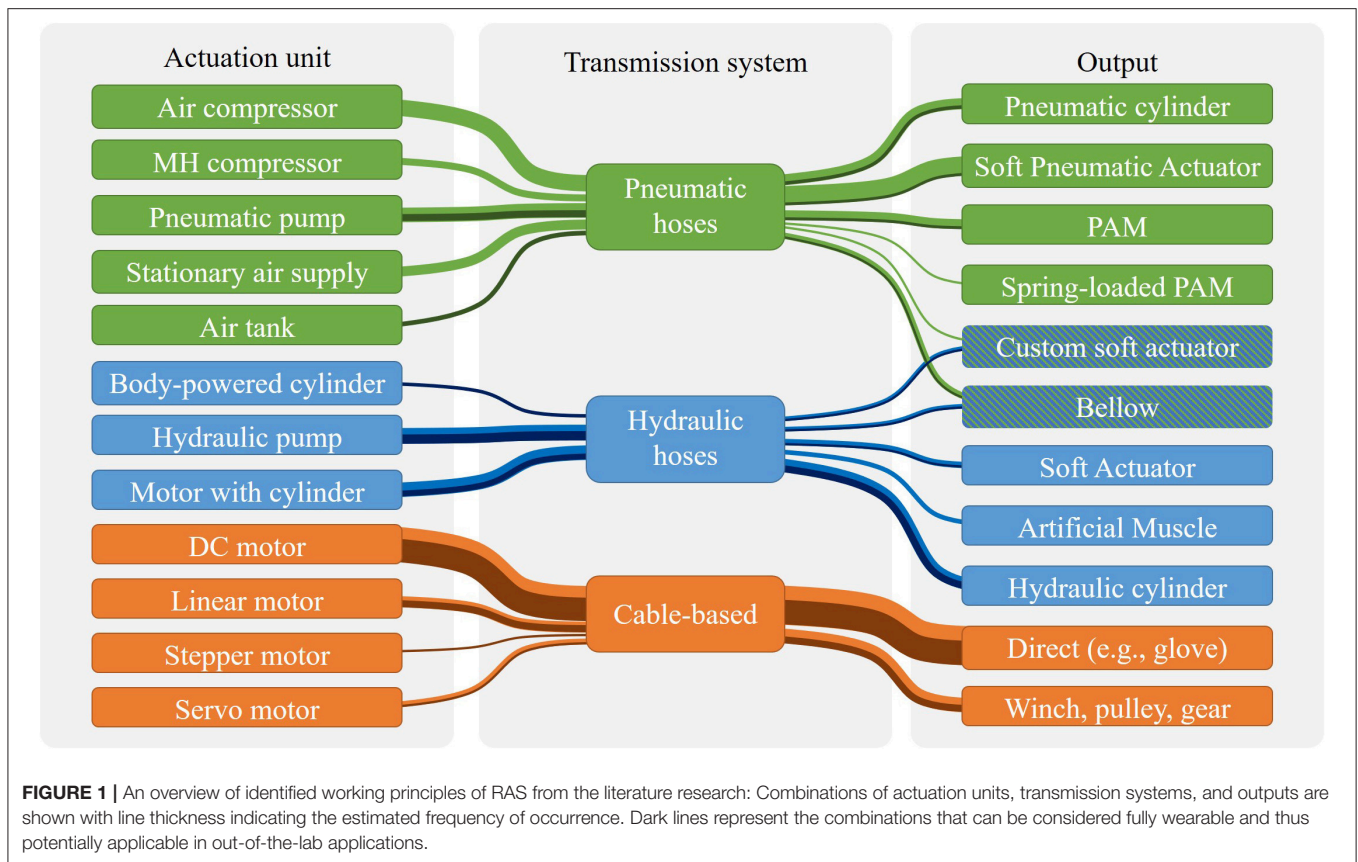 Actuation unit
Transmission system
Output
Air compressor
MH compressor
Pneumatic pump
Stationary air supply
Air tank
Body-powered cylinder
Hydraulic pump
Motor with cylinder
DC motor
Linear motor
Stepper motor
Servo motor
Pneumatic
hoses
Hydraulic
hoses
Cable-based
Pneumatic cylinder
Soft Pneumatic Actuator
PAM
Spring-loaded PAM
Custom soft actuator
Bellow
Soft Actuator
Artificial Muscle
Hydraulic cylinder
Direct (e.g., glove)
Winch, pulley, gear
FIGURE 1 | An overview of identified working principles of RAS from the literature research: Combinations of actuation units, transmission systems, and outputs are
shown with line thickness indicating the estimated frequency of occurrence. Dark lines represent the combinations that can be considered fully wearable and thus
potentially applicable in out-of-the-lab applications.